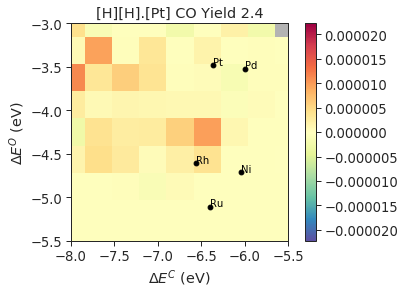 [H][H].[Pt] CO Yield 2.4
−3.0
−3.5
−4.0
−4.5
−5.0
−5.5
ΔE^O (eV)
Pt
Pd
Rh
Ni
Ru
−8.0 −7.5 −7.0 −6.5 −6.0 −5.5
ΔE^C (eV)
0.000020
0.000015
0.000010
0.000005
0.000000
−0.000005
−0.000010
−0.000015
−0.000020